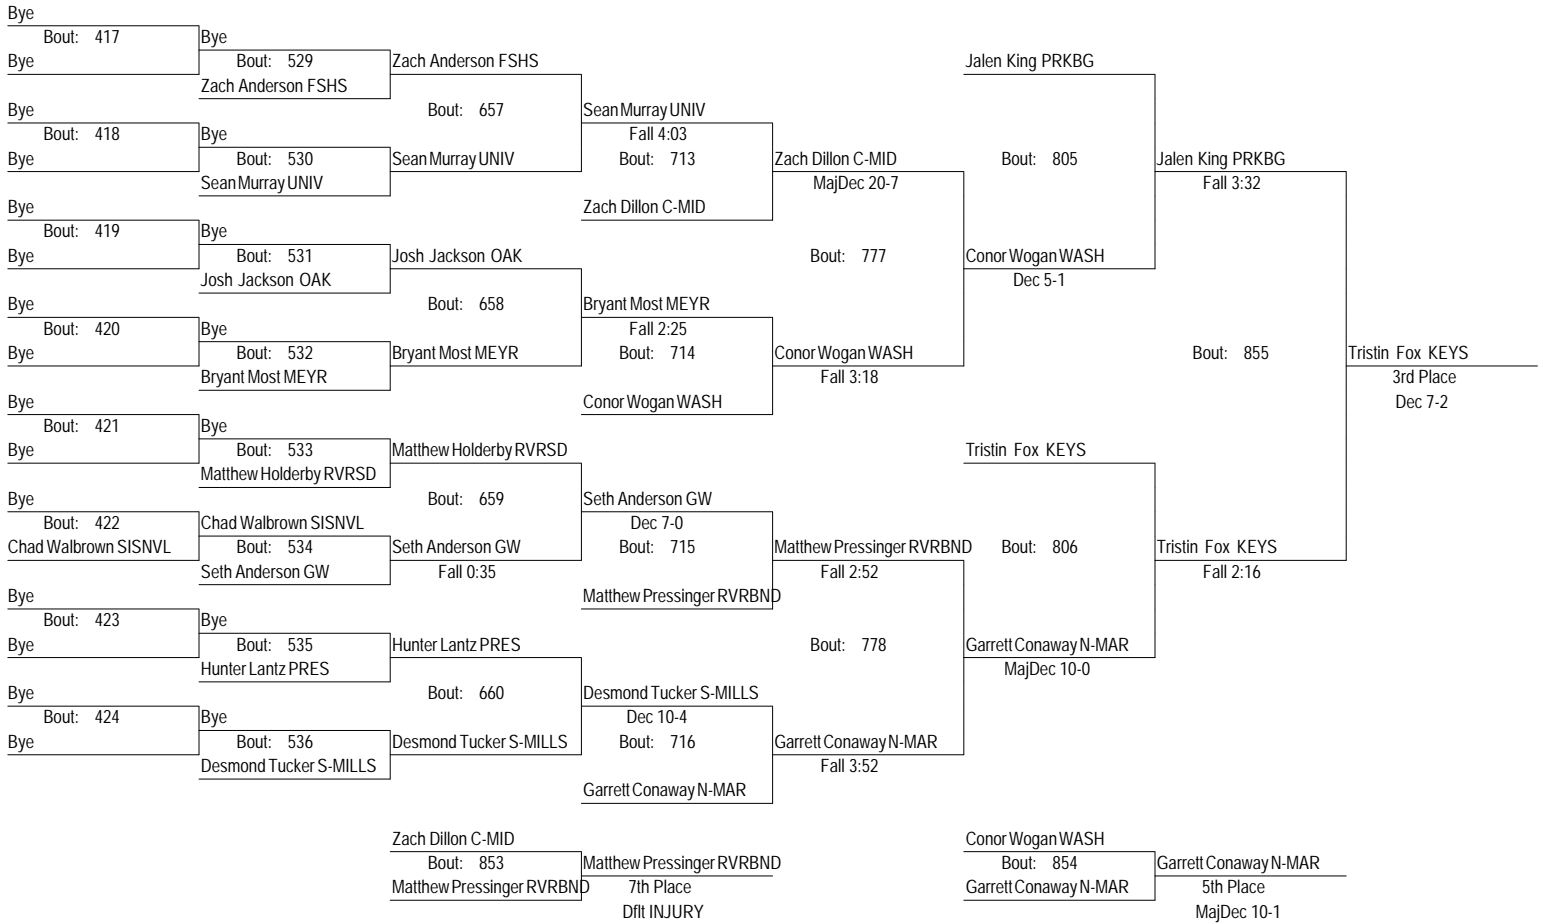 Bye
Bout: 417
Bye
Bye
Bout: 529
Zach Anderson FSHS
Zach Anderson FSHS
Bye
Bout: 418
Bye
Bye
Bout: 530
Sean Murray UNIV
Sean Murray UNIV
Bout: 657
Sean Murray UNIV
Fall 4:03
Bout: 713
Zach Dillon C-MID
Zach Dillon C-MID
MajDec 20-7
Bye
Bout: 419
Bye
Bye
Bout: 531
Josh Jackson OAK
Josh Jackson OAK
Bye
Bout: 420
Bye
Bye
Bout: 532
Bryant Most MEYR
Bryant Most MEYR
Bout: 658
Bryant Most MEYR
Fall 2:25
Bout: 714
Conor Wogan WASH
Conor Wogan WASH
Fall 3:18
Bout: 777
Jalen King PRKBG
Bout: 805
Conor Wogan WASH
Dec 5-1
Jalen King PRKBG
Fall 3:32
Bye
Bout: 421
Bye
Bye
Bout: 533
Matthew Holderby RVRSD
Matthew Holderby RVRSD
Bye
Bout: 422
Chad Walbrown SISNVL
Chad Walbrown SISNVL
Bout: 534
Seth Anderson GW
Seth Anderson GW
Fall 0:35
Bout: 659
Seth Anderson GW
Dec 7-0
Bout: 715
Matthew Pressinger RVRBND
Matthew Pressinger RVRBND
Fall 2:52
Bye
Bout: 423
Bye
Bye
Bout: 535
Hunter Lantz PRES
Hunter Lantz PRES
Bye
Bout: 424
Bye
Bye
Bout: 536
Desmond Tucker S-MILLS
Desmond Tucker S-MILLS
Bout: 660
Desmond Tucker S-MILLS
Dec 10-4
Bout: 716
Garrett Conaway N-MAR
Garrett Conaway N-MAR
Fall 3:52
Bout: 778
Tristin Fox KEYS
Bout: 806
Garrett Conaway N-MAR
MajDec 10-0
Tristin Fox KEYS
Fall 2:16
Bout: 855
Tristin Fox KEYS
3rd Place
Dec 7-2
Zach Dillon C-MID
Bout: 853
Matthew Pressinger RVRBND
Matthew Pressinger RVRBND
7th Place
Dflt INJURY
Conor Wogan WASH
Bout: 854
Garrett Conaway N-MAR
Garrett Conaway N-MAR
5th Place
MajDec 10-1